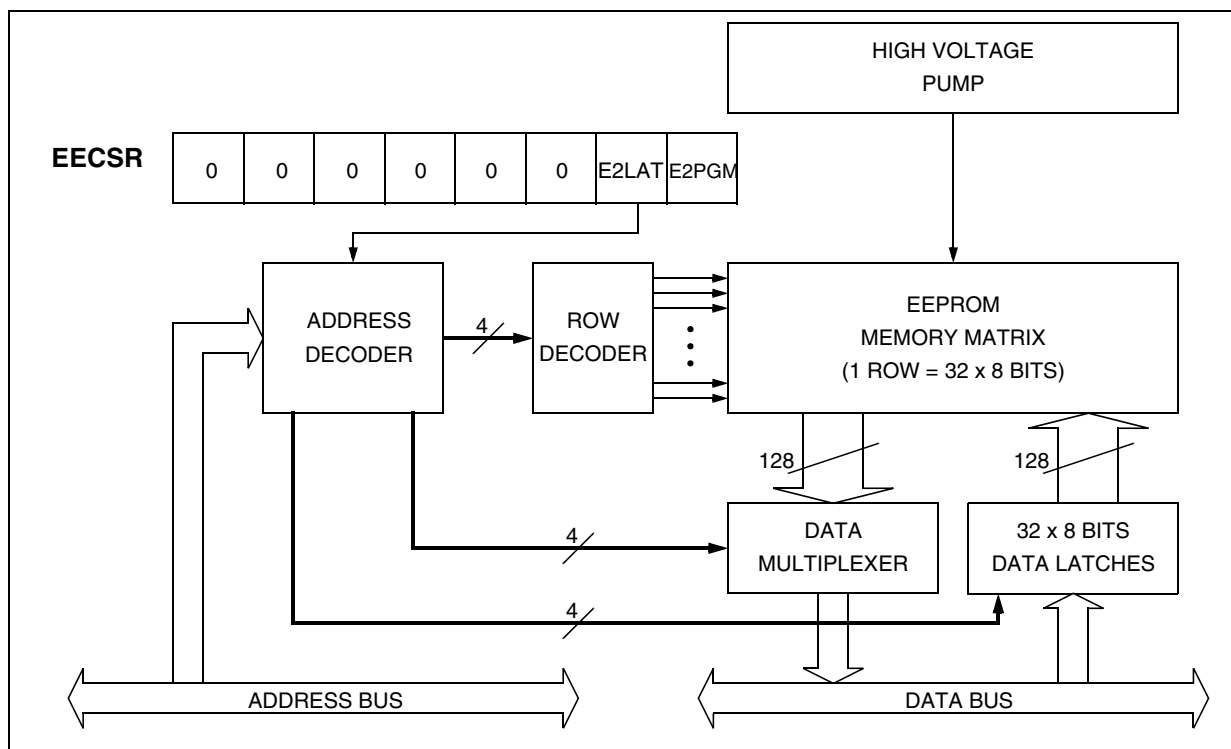 HIGH VOLTAGE
PUMP
EECSR 0 0 0 0 0 0 E2LAT E2PGM
ADDRESS
DECODER
4
ROW
DECODER
EEPROM
MEMORY MATRIX
(1 ROW = 32 x 8 BITS)
128
128
4
DATA
MULTIPLEXER
32 x 8 BITS
DATA LATCHES
4
ADDRESS BUS
DATA BUS